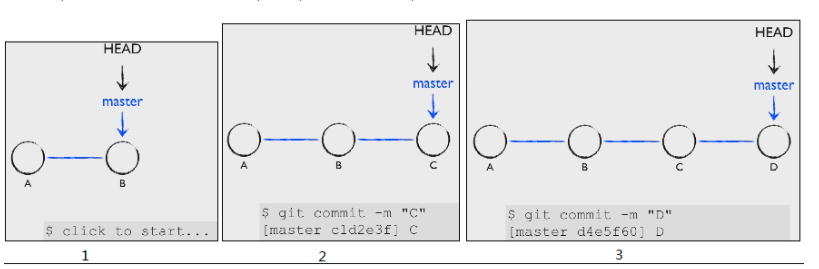 HEAD
master
A B
$ click to start...
1
HEAD
master
A B C
$ git commit -m "C"
[master c1d2e3f] C
2
HEAD
master
A B C D
$ git commit -m "D"
[master d4e5f60] D
3